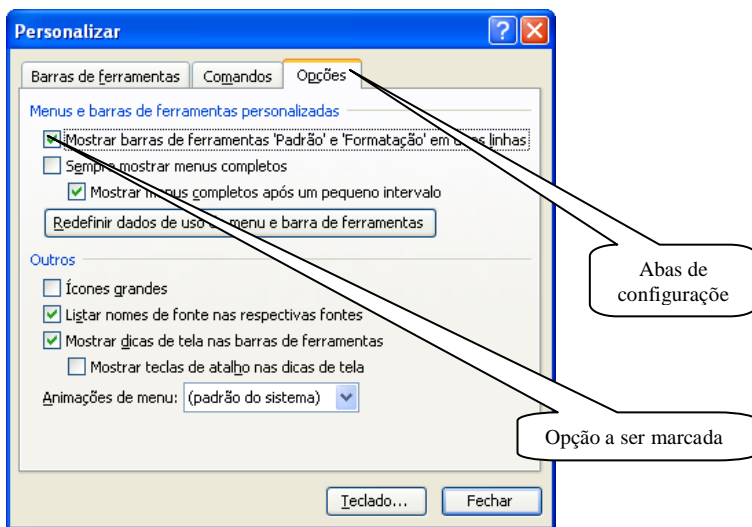 Personalizar
Barras de ferramentas
Comandos
Opções
Menus e barras de ferramentas personalizadas
Mostrar barras de ferramentas 'Padrão' e 'Formatação' em duas linhas
Sempre mostrar menus completos
Mostrar menus completos após um pequeno intervalo
Redefinir dados de uso de menu e barra de ferramentas
Outros
Ícones grandes
Listar nomes de fonte nas respectivas fontes
Mostrar dicas de tela nas barras de ferramentas
Mostrar teclas de atalho nas dicas de tela
Animações de menu: (padrão do sistema)
Teclado...
Fechar
Abas de
configuraçõe
Opção a ser marcada